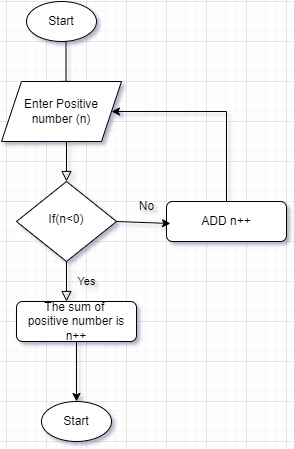 Start
Enter Positive
number (n)
If(n<0)
No
ADD n++
Yes
The sum of
positive number is
n++
Start